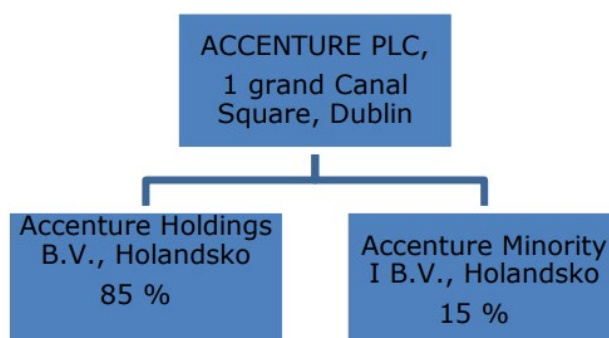 ACCENTURE PLC,
1 grand Canal
Square, Dublin
Accenture Holdings
B.V., Holandsko
85 %
Accenture Minority
I B.V., Holandsko
15 %